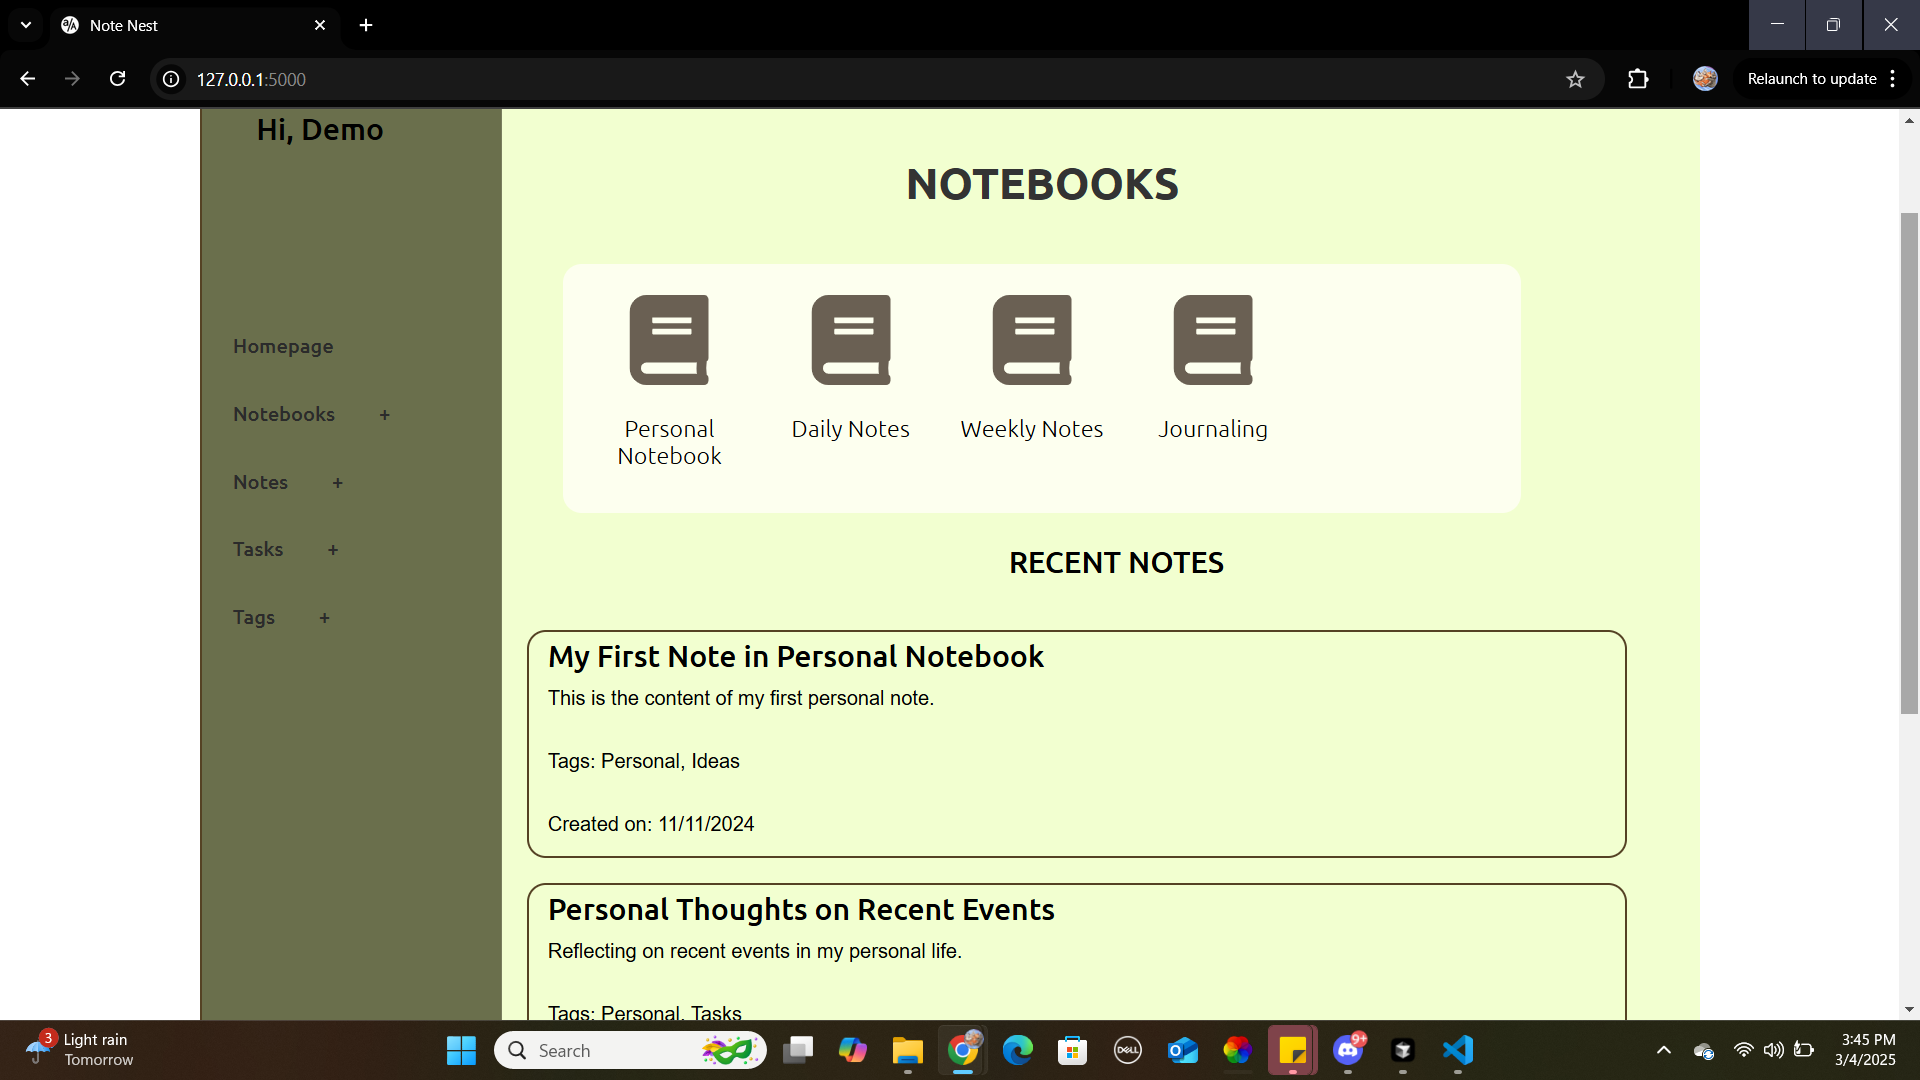 Note Nest
127.0.0.1:5000
Relaunch to update
Hi, Demo
Homepage
Notebooks +
Notes +
Tasks +
Tags +
NOTEBOOKS
Personal
Notebook
Daily Notes
Weekly Notes
Journaling
RECENT NOTES
My First Note in Personal Notebook
This is the content of my first personal note.
Tags: Personal, Ideas
Created on: 11/11/2024
Personal Thoughts on Recent Events
Reflecting on recent events in my personal life.
Tags: Personal, Tasks
3
Light rain
Tomorrow
Search
DELL
9+
3:45 PM
3/4/2025